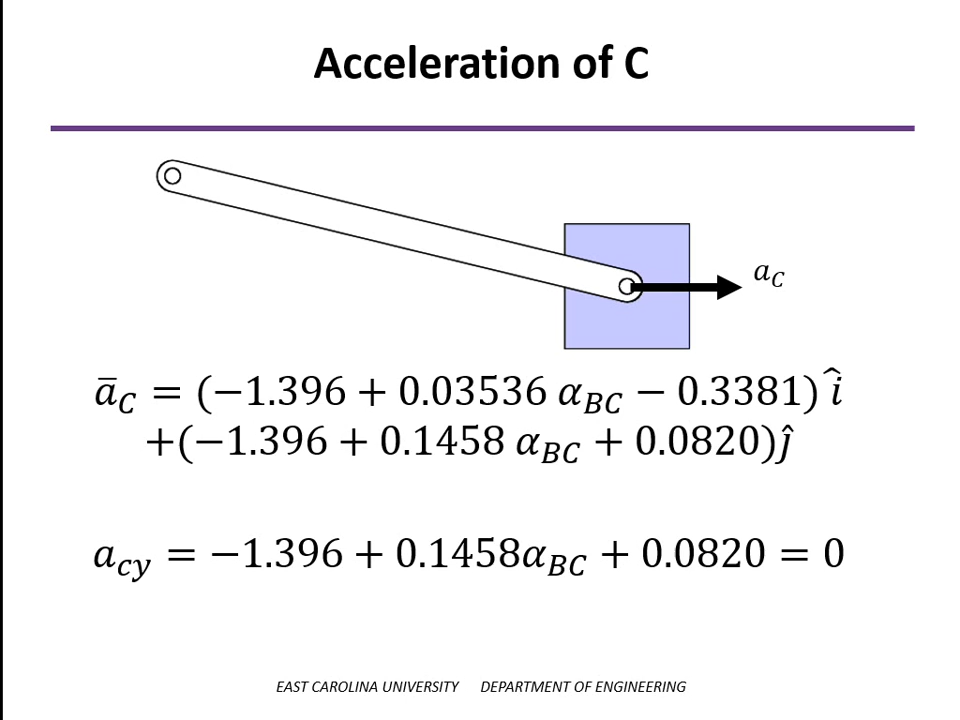 Acceleration of C
a_C
ā_C = (−1.396 + 0.03536 α_BC − 0.3381) î
+(−1.396 + 0.1458 α_BC + 0.0820)ĵ
a_cy = −1.396 + 0.1458α_BC + 0.0820 = 0
EAST CAROLINA UNIVERSITY DEPARTMENT OF ENGINEERING